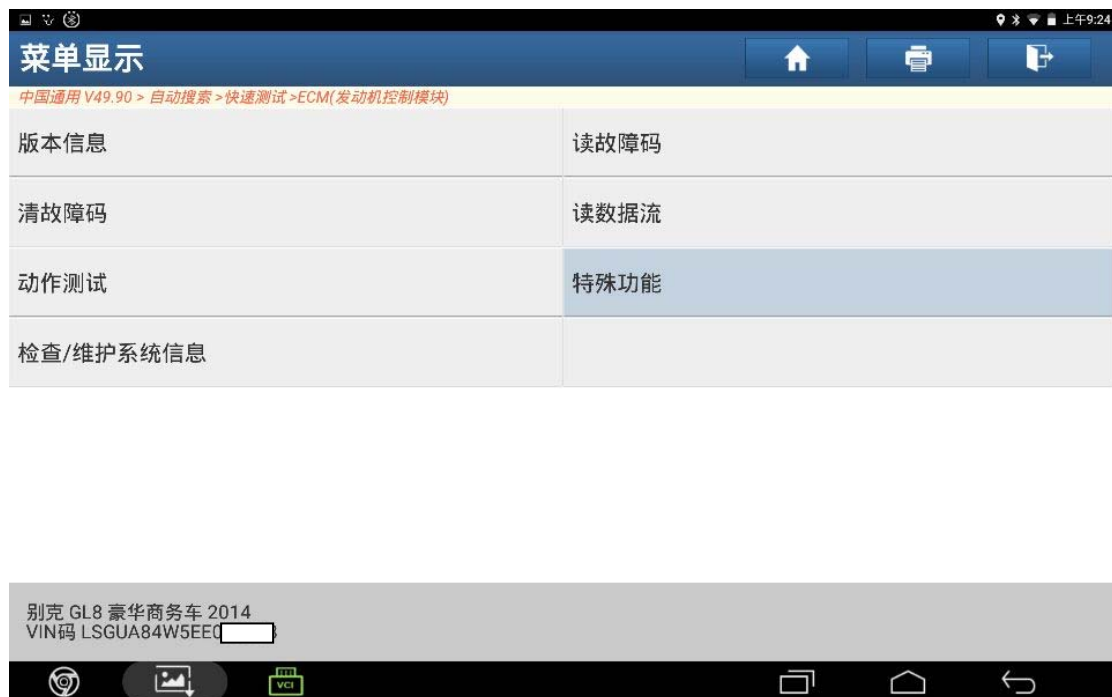 上午9:24
菜单显示
中国通用 V49.90 > 自动搜索 >快速测试 >ECM(发动机控制模块)
版本信息
读故障码
清故障码
读数据流
动作测试
特殊功能
检查/维护系统信息
别克 GL8 豪华商务车 2014
VIN码 LSGUA84W5EE0
VCI